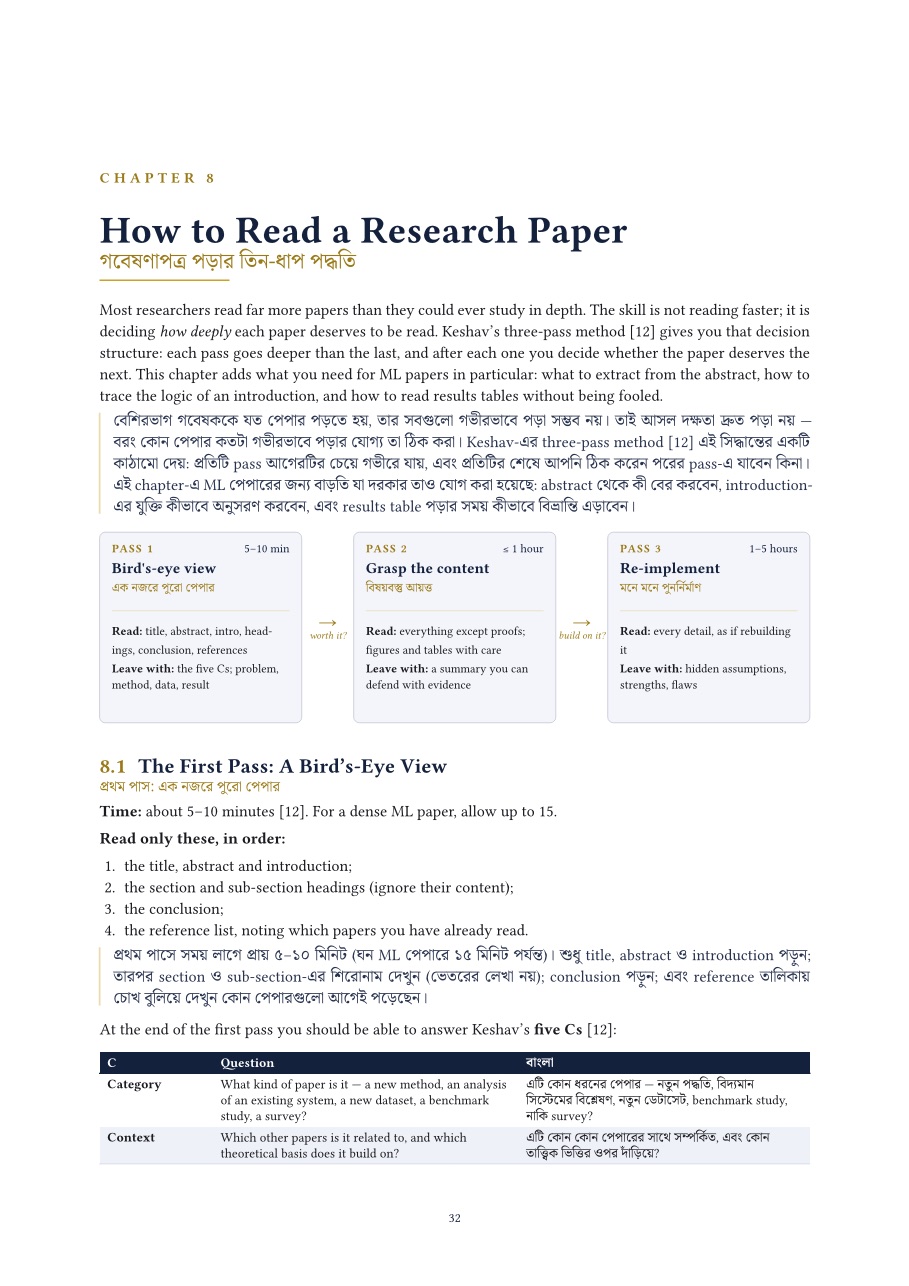 CHAPTER 8
How to Read a Research Paper
গবেষণাপত্র পড়ার তিন-ধাপ পদ্ধতি
Most researchers read far more papers than they could ever study in depth. The skill is not reading faster; it is
deciding how deeply each paper deserves to be read. Keshav's three-pass method [12] gives you that decision
structure: each pass goes deeper than the last, and after each one you decide whether the paper deserves the
next. This chapter adds what you need for ML papers in particular: what to extract from the abstract, how to
trace the logic of an introduction, and how to read results tables without being fooled.
বেশিরভাগ গবেষককে যত পেপার পড়তে হয়, তার সবগুলো গভীরভাবে পড়া সম্ভব নয়। তাই আসল দক্ষতা দ্রুত পড়া নয় —
বরং কোন পেপার কতটা গভীরভাবে পড়ার যোগ্য তা ঠিক করা। Keshav-এর three-pass method [12] এই সিদ্ধান্তের একটি
কাঠামো দেয়: প্রতিটি pass আগেরটির চেয়ে গভীরে যায়, এবং প্রতিটির শেষে আপনি ঠিক করেন পরের pass-এ যাবেন কিনা।
এই chapter-এ ML পেপারের জন্য বাড়তি যা দরকার তাও যোগ করা হয়েছে: abstract থেকে কী বের করবেন, introduction-
এর যুক্তি কীভাবে অনুসরণ করবেন, এবং results table পড়ার সময় কীভাবে বিভ্রান্তি এড়াবেন।
PASS 1 5–10 min
Bird's-eye view
এক নজরে পুরো পেপার
Read: title, abstract, intro, head-
ings, conclusion, references
Leave with: the five Cs; problem,
method, data, result
→
worth it?
PASS 2 ≤ 1 hour
Grasp the content
বিষয়বস্তু আয়ত্ত
Read: everything except proofs;
figures and tables with care
Leave with: a summary you can
defend with evidence
→
build on it?
PASS 3 1–5 hours
Re-implement
মনে মনে পুনর্নির্মাণ
Read: every detail, as if rebuilding
it
Leave with: hidden assumptions,
strengths, flaws
8.1 The First Pass: A Bird's-Eye View
প্রথম পাস: এক নজরে পুরো পেপার
Time: about 5–10 minutes [12]. For a dense ML paper, allow up to 15.
Read only these, in order:
1. the title, abstract and introduction;
2. the section and sub-section headings (ignore their content);
3. the conclusion;
4. the reference list, noting which papers you have already read.
প্রথম পাসে সময় লাগে প্রায় ৫–১০ মিনিট (ঘন ML পেপারে ১৫ মিনিট পর্যন্ত)। শুধু title, abstract ও introduction পড়ুন;
তারপর section ও sub-section-এর শিরোনাম দেখুন (ভেতরের লেখা নয়); conclusion পড়ুন; এবং reference তালিকায়
চোখ বুলিয়ে দেখুন কোন পেপারগুলো আগেই পড়েছেন।
At the end of the first pass you should be able to answer Keshav's five Cs [12]:
C Question বাংলা
Category What kind of paper is it — a new method, an analysis এটি কোন ধরনের পেপার — নতুন পদ্ধতি, বিদ্যমান
of an existing system, a new dataset, a benchmark সিস্টেমের বিশ্লেষণ, নতুন ডেটাসেট, benchmark study,
study, a survey? নাকি survey?
Context Which other papers is it related to, and which এটি কোন কোন পেপারের সাথে সম্পর্কিত, এবং কোন
theoretical basis does it build on? তাত্ত্বিক ভিত্তির ওপর দাঁড়িয়ে?
32